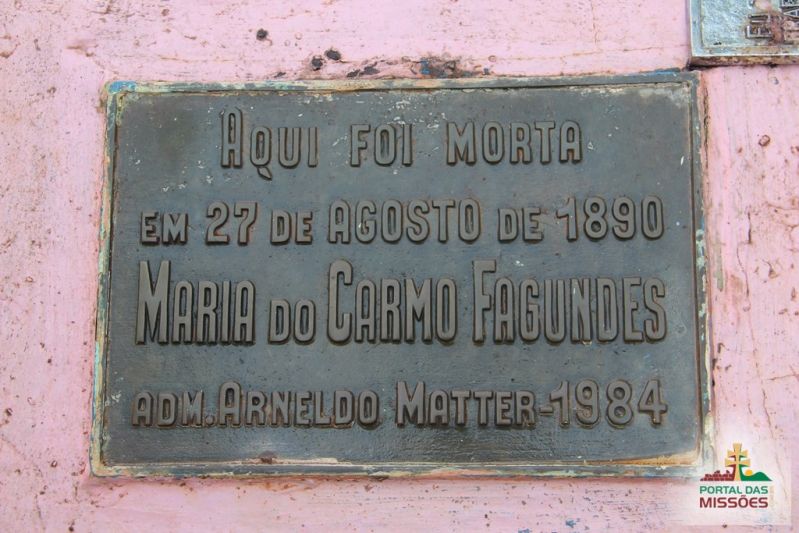 AQUI FOI MORTA
EM 27 DE AGOSTO DE 1890
MARIA DO CARMO FAGUNDES
ADM. ARNELDO MATTER-1984
PORTAL DAS
MISSÕES